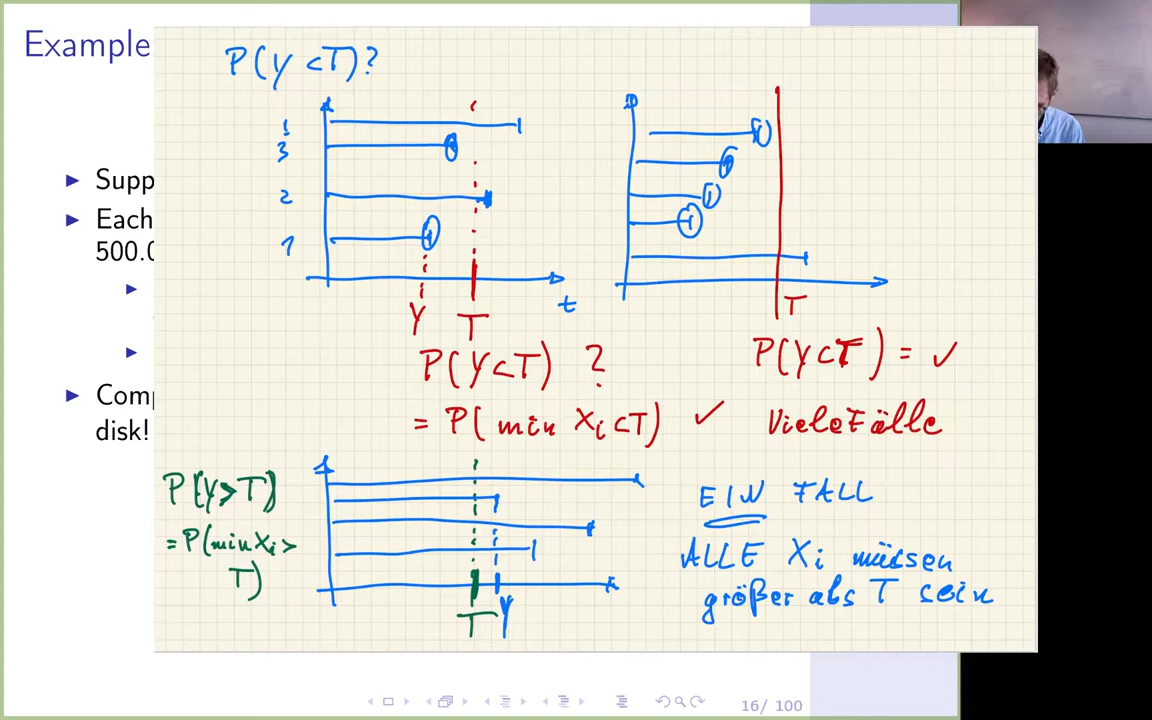 Example
P(Y<T)?
1
3
2
1
t
Y
T
T
P(Y<T) ?
= P( min Xi<T) ✓
P(Y<T) = ✓
Viele Fälle
Supp
Each
500.0
Comp
disk!
P(Y>T)
= P(min Xi >
T)
T
Y
EIN FALL
ALLE Xi müssen
größer als T sein
16/ 100